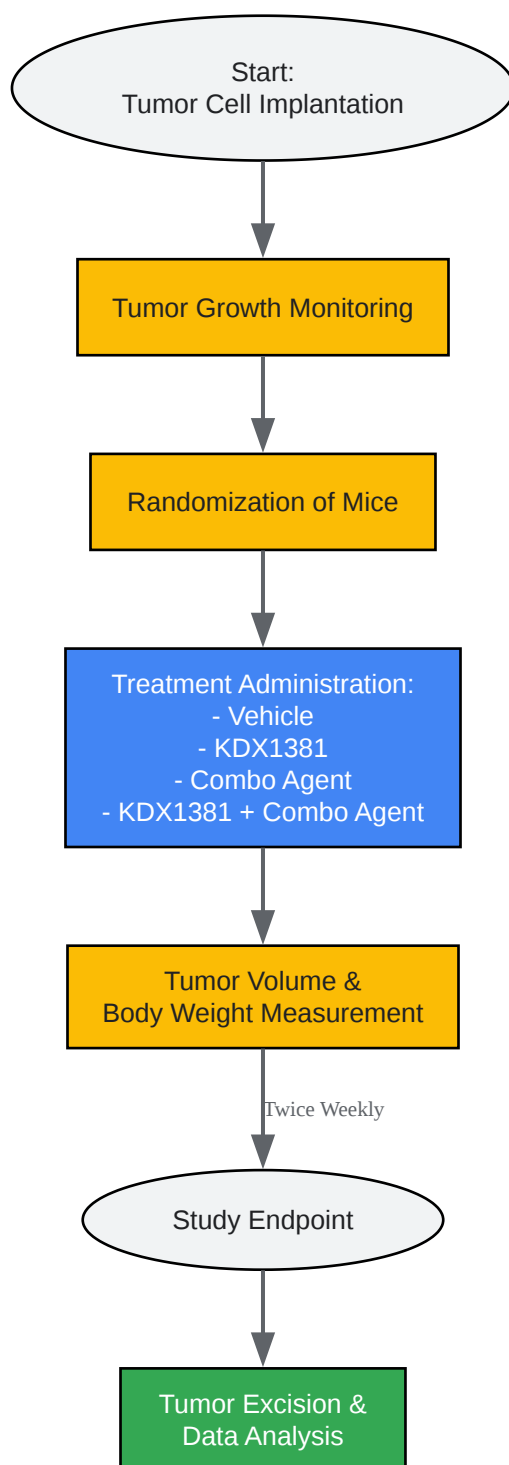 Start:
Tumor Cell Implantation
Tumor Growth Monitoring
Randomization of Mice
Treatment Administration:
- Vehicle
- KDX1381
- Combo Agent
- KDX1381 + Combo Agent
Tumor Volume &
Body Weight Measurement
Twice Weekly
Study Endpoint
Tumor Excision &
Data Analysis